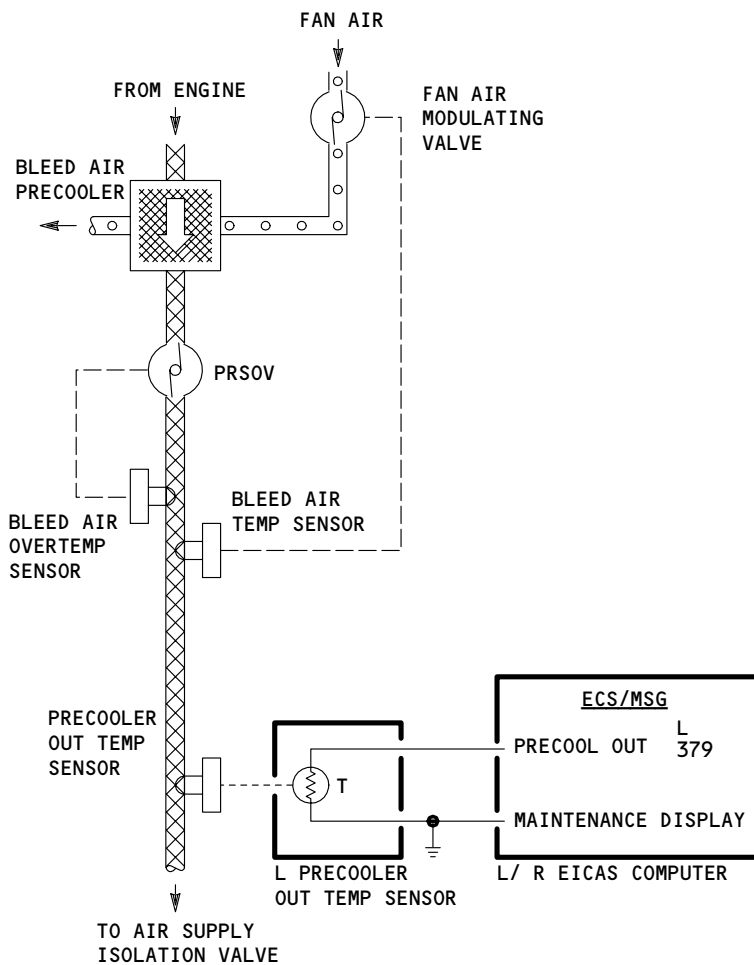 FAN AIR
FROM ENGINE
FAN AIR
MODULATING
VALVE
BLEED AIR
PRECOOLER
PRSOV
BLEED AIR
OVERTEMP
SENSOR
BLEED AIR
TEMP SENSOR
PRECOOLER
OUT TEMP
SENSOR
T
L PRECOOLER
OUT TEMP SENSOR
ECS/MSG
L
PRECOOL OUT 379
MAINTENANCE DISPLAY
L/ R EICAS COMPUTER
TO AIR SUPPLY
ISOLATION VALVE